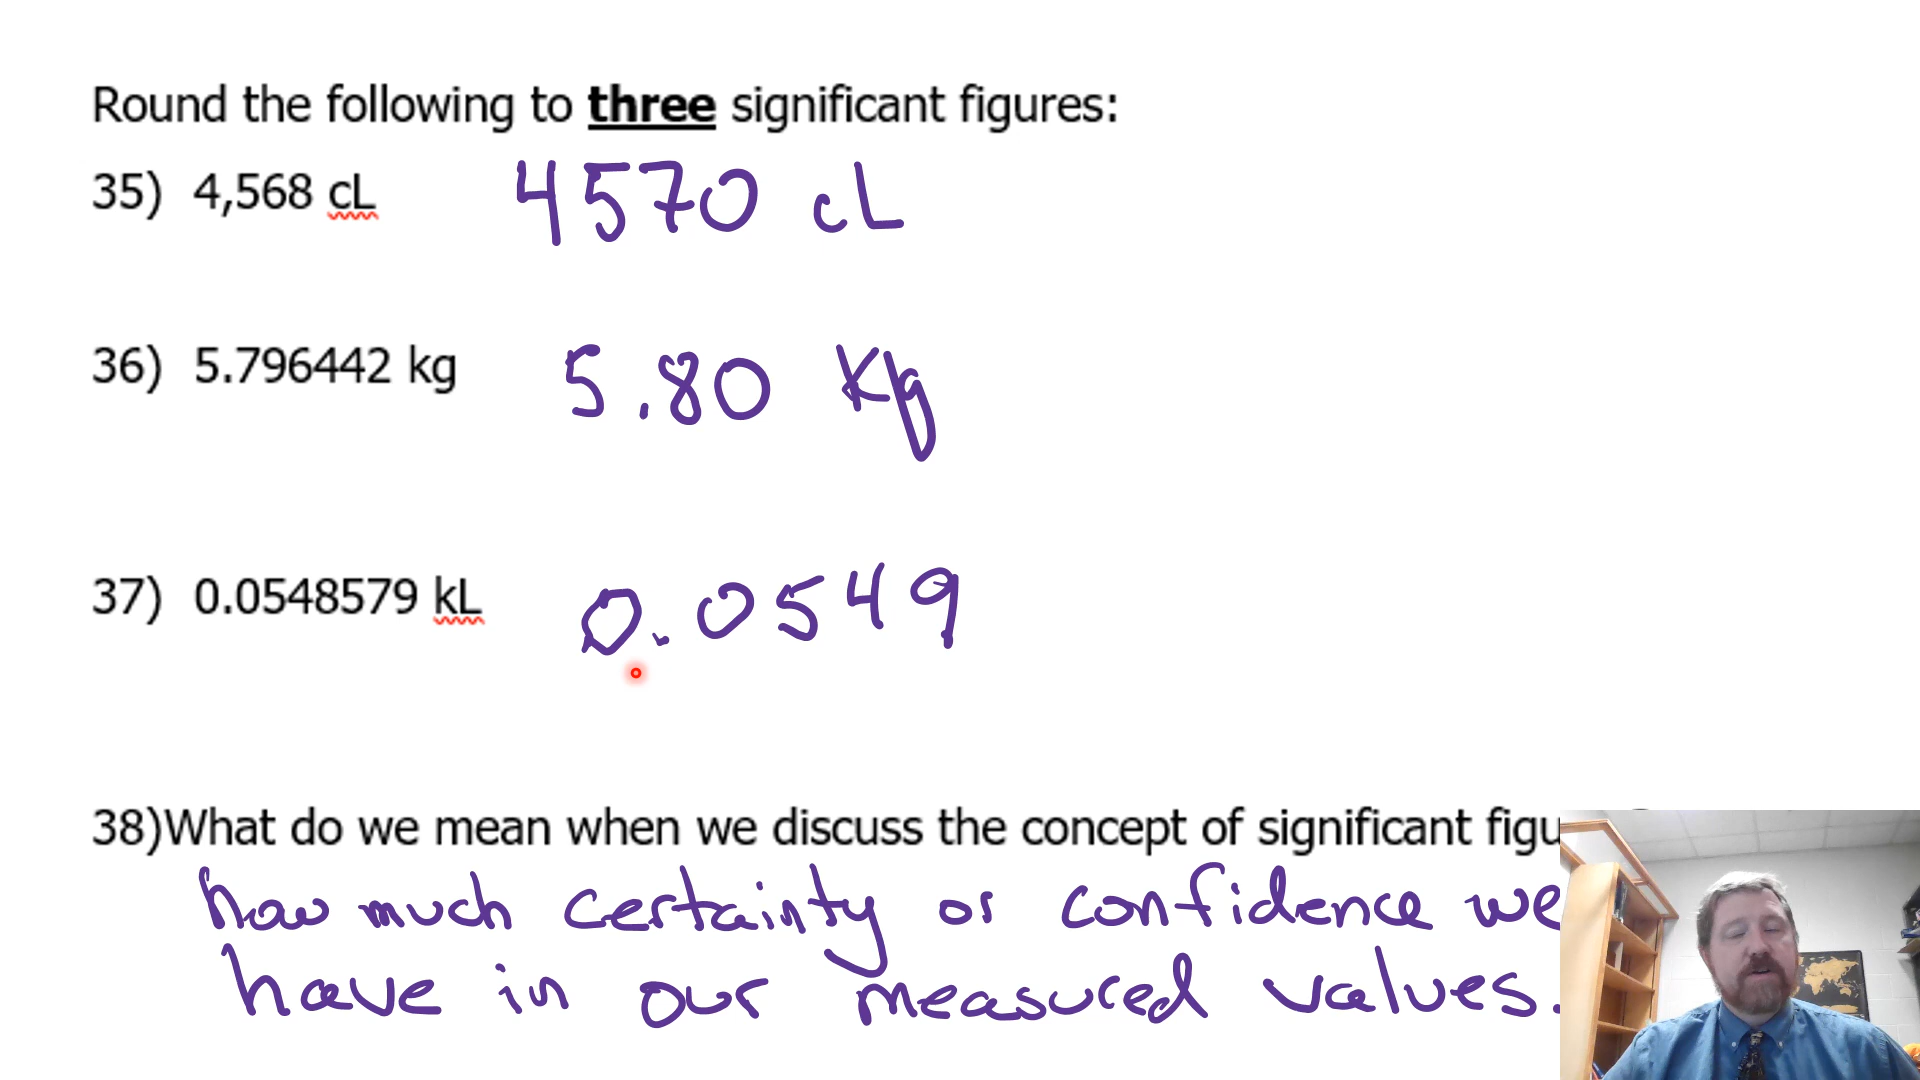 Round the following to three significant figures:
35) 4,568 cL 4570 cL
36) 5.796442 kg 5.80 Kg
37) 0.0548579 kL 0.0549
38)What do we mean when we discuss the concept of significant figu
how much certainty or confidence we
have in our measured values.